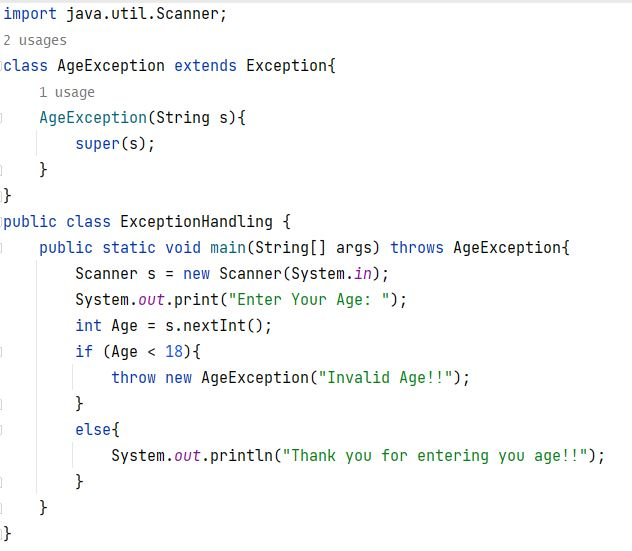 import java.util.Scanner;
2 usages
class AgeException extends Exception{
1 usage
AgeException(String s){
super(s);
}
}
public class ExceptionHandling {
public static void main(String[] args) throws AgeException{
Scanner s = new Scanner(System.in);
System.out.print("Enter Your Age: ");
int Age = s.nextInt();
if (Age < 18){
throw new AgeException("Invalid Age!!");
}
else{
System.out.println("Thank you for entering you age!!");
}
}
}